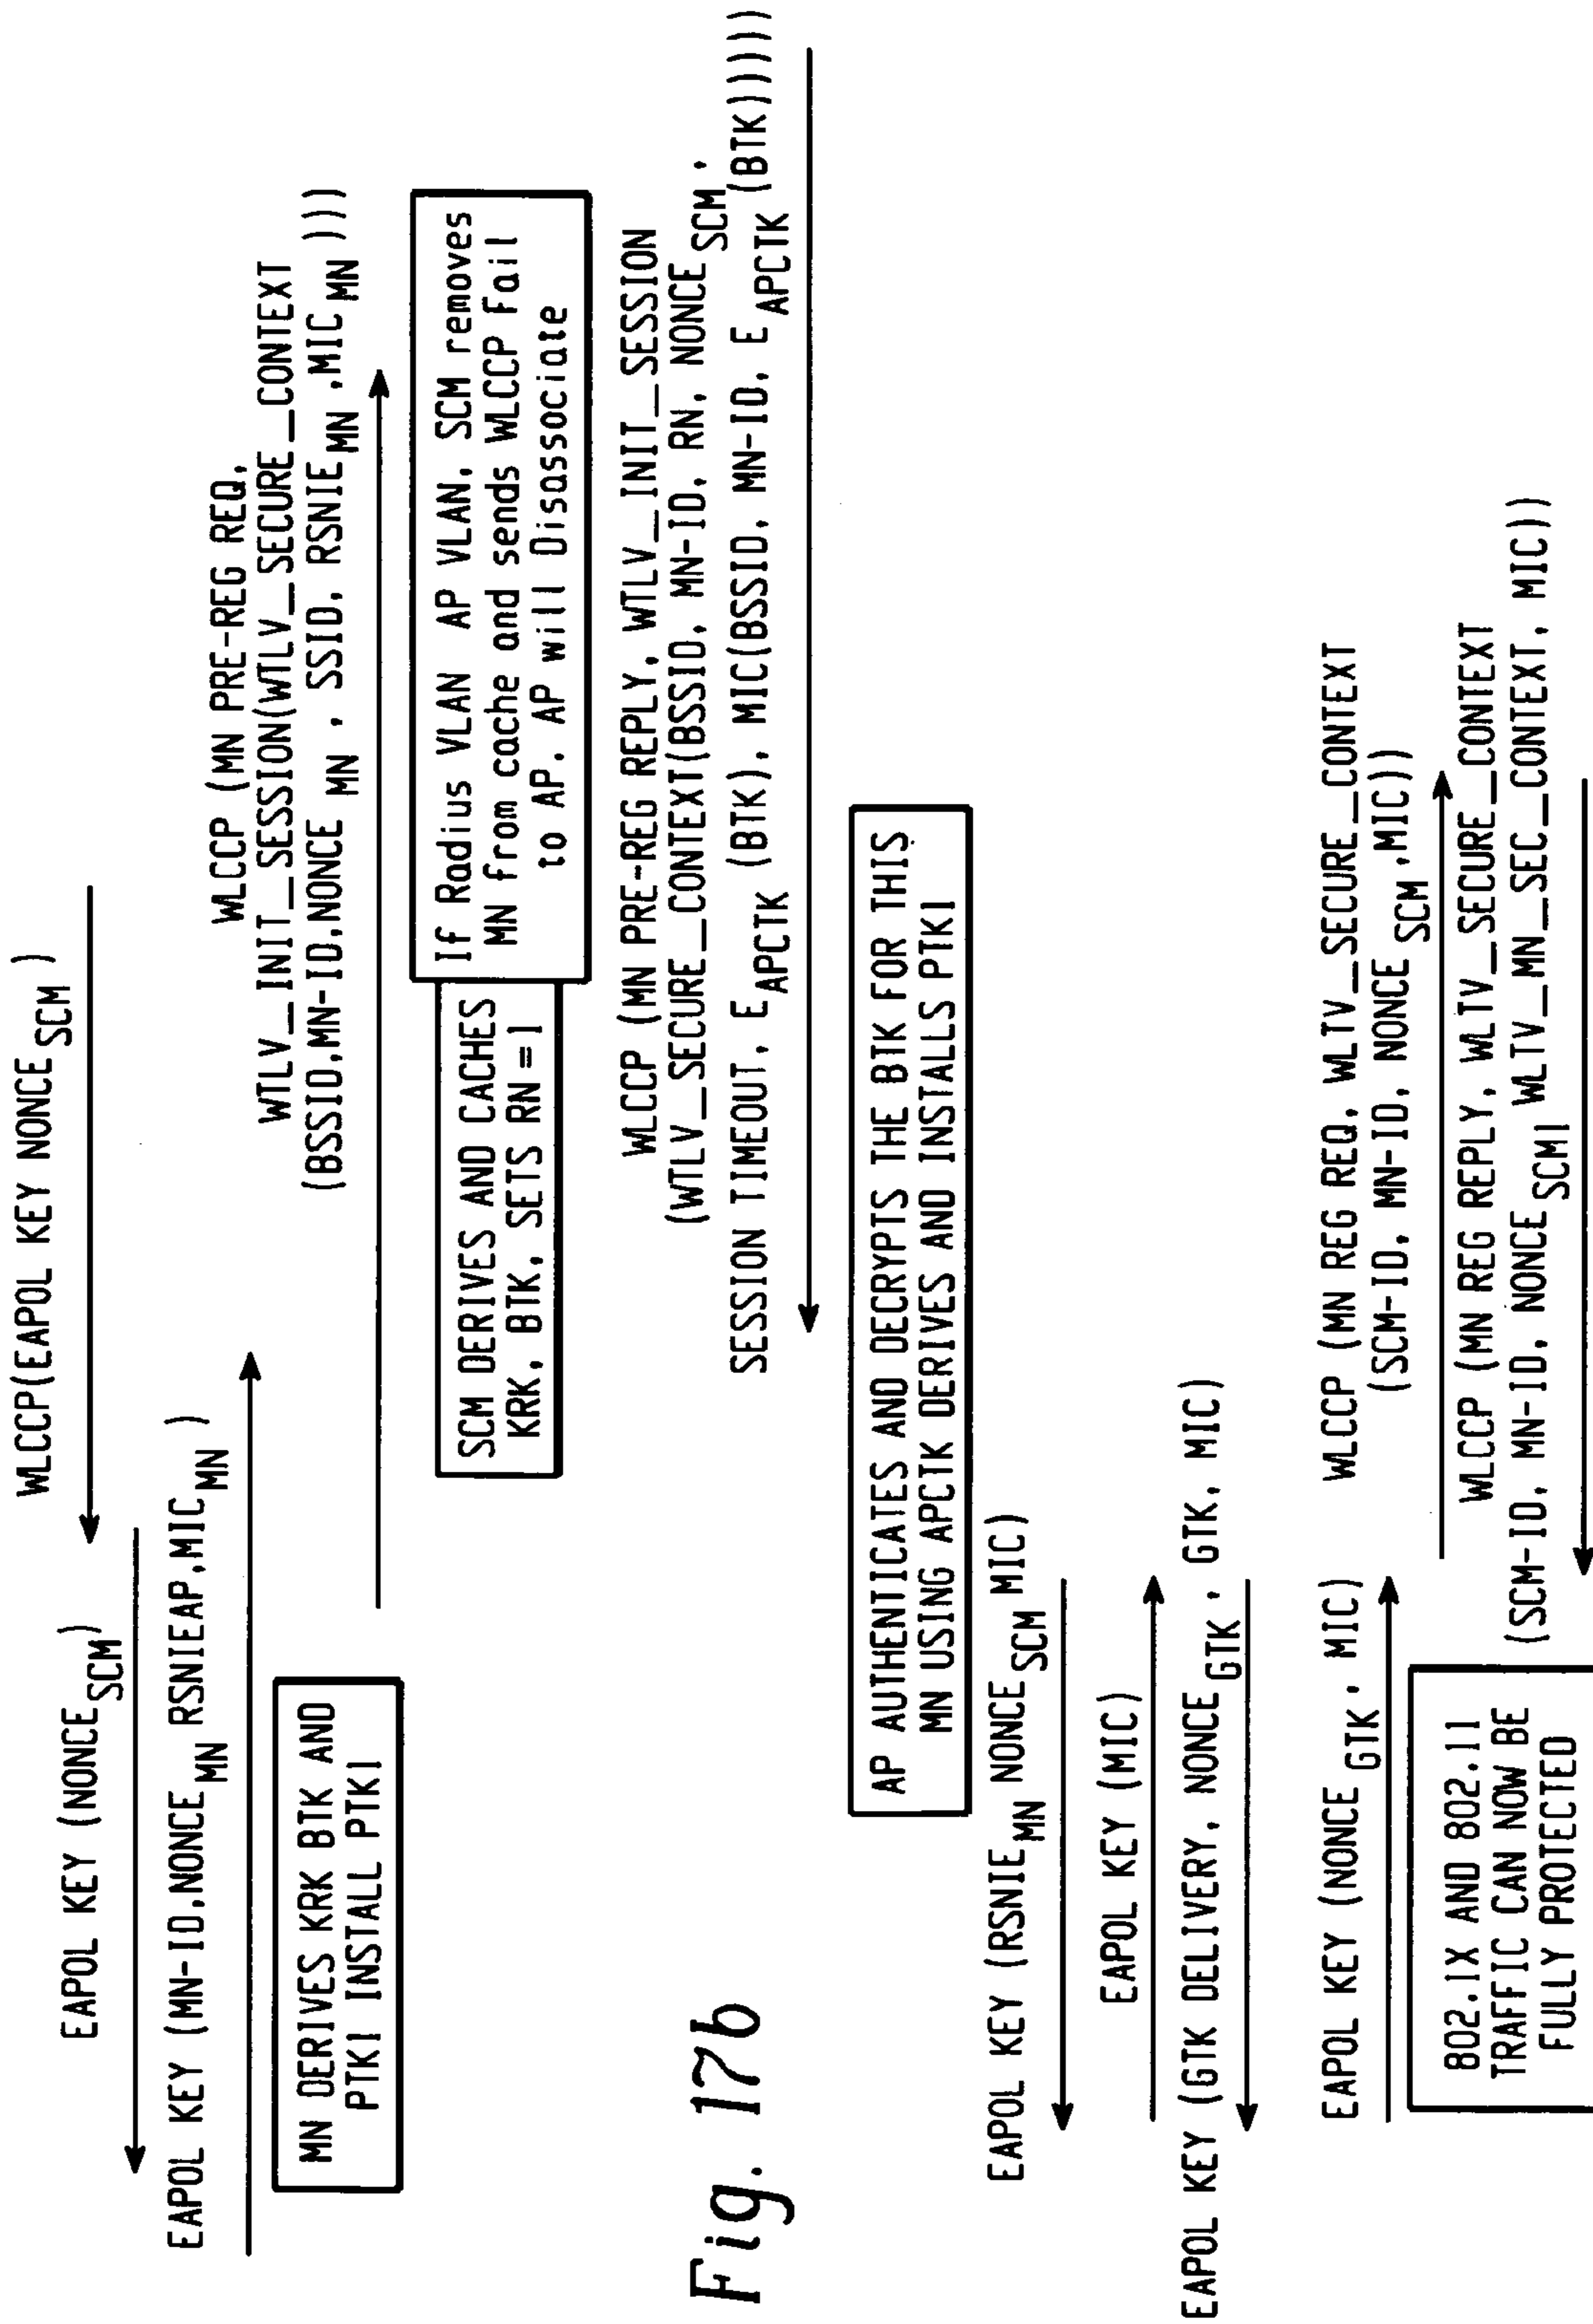 WLCCP(EAPOL KEY NONCE SCM )
EAPOL KEY (NONCE SCM)
EAPOL KEY (MN-ID,NONCE MN RSNIEAP,MIC MN )
MN DERIVES KRK BTK AND
PTK1 INSTALL PTK1
WLCCP (MN PRE-REG REQ,
WTLV_INIT_SESSION(WTLV_SECURE_CONTEXT
(BSSID,MN-ID,NONCE MN , SSID, RSNIE MN ,MIC MN )))
SCM DERIVES AND CACHES
KRK, BTK, SETS RN = 1
If Radius VLAN AP VLAN, SCM removes
MN from cache and sends WLCCP Fail
to AP. AP will Disassociate
WLCCP (MN PRE-REG REPLY, WTLV_INIT_SESSION
(WTLV_SECURE_CONTEXT(BSSID, MN-ID, RN, NONCE SCM,
SESSION TIMEOUT, E APCTK (BTK), MIC(BSSID, MN-ID, E APCTK (BTK)))))
Fig. 17b
AP AUTHENTICATES AND DECRYPTS THE BTK FOR THIS
MN USING APCTK DERIVES AND INSTALLS PTK1
EAPOL KEY (RSNIE MN NONCE SCM MIC)
EAPOL KEY (MIC)
EAPOL KEY (GTK DELIVERY, NONCE GTK, GTK, MIC)
EAPOL KEY (NONCE GTK, MIC)
802.1X AND 802.11
TRAFFIC CAN NOW BE
FULLY PROTECTED
WLCCP (MN REG REQ, WLTV_SECURE_CONTEXT
(SCM-ID, MN-ID, NONCE SCM ,MIC))
WLCCP (MN REG REPLY, WLTV_SECURE_CONTEXT
(SCM-ID, MN-ID, NONCE SCM1 WLTV_MN_SEC_CONTEXT, MIC))